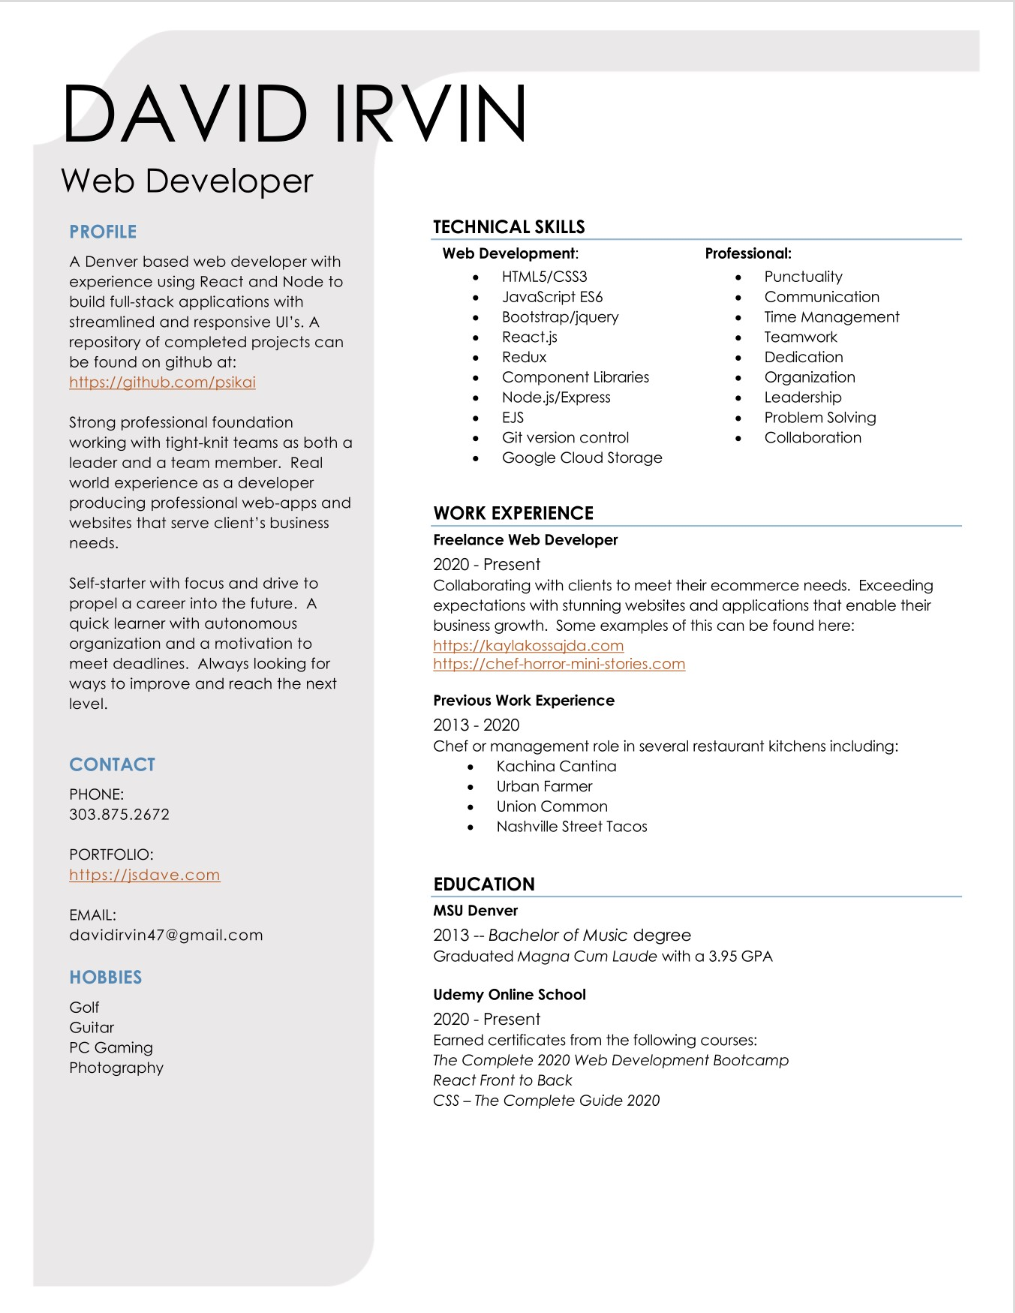 DAVID IRVIN
Web Developer
PROFILE
A Denver based web developer with
experience using React and Node to
build full-stack applications with
streamlined and responsive UI's. A
repository of completed projects can
be found on github at:
https://github.com/psikai
Strong professional foundation
working with tight-knit teams as both a
leader and a team member.  Real
world experience as a developer
producing professional web-apps and
websites that serve client's business
needs.
Self-starter with focus and drive to
propel a career into the future.  A
quick learner with autonomous
organization and a motivation to
meet deadlines.  Always looking for
ways to improve and reach the next
level.
CONTACT
PHONE:
303.875.2672
PORTFOLIO:
https://jsdave.com
EMAIL:
davidirvin47@gmail.com
HOBBIES
Golf
Guitar
PC Gaming
Photography
TECHNICAL SKILLS
Web Development:
• HTML5/CSS3
• JavaScript ES6
• Bootstrap/jquery
• React.js
• Redux
• Component Libraries
• Node.js/Express
• EJS
• Git version control
• Google Cloud Storage
Professional:
• Punctuality
• Communication
• Time Management
• Teamwork
• Dedication
• Organization
• Leadership
• Problem Solving
• Collaboration
WORK EXPERIENCE
Freelance Web Developer
2020 - Present
Collaborating with clients to meet their ecommerce needs.  Exceeding
expectations with stunning websites and applications that enable their
business growth.  Some examples of this can be found here:
https://kaylakossajda.com
https://chef-horror-mini-stories.com
Previous Work Experience
2013 - 2020
Chef or management role in several restaurant kitchens including:
• Kachina Cantina
• Urban Farmer
• Union Common
• Nashville Street Tacos
EDUCATION
MSU Denver
2013 -- Bachelor of Music degree
Graduated Magna Cum Laude with a 3.95 GPA
Udemy Online School
2020 - Present
Earned certificates from the following courses:
The Complete 2020 Web Development Bootcamp
React Front to Back
CSS – The Complete Guide 2020